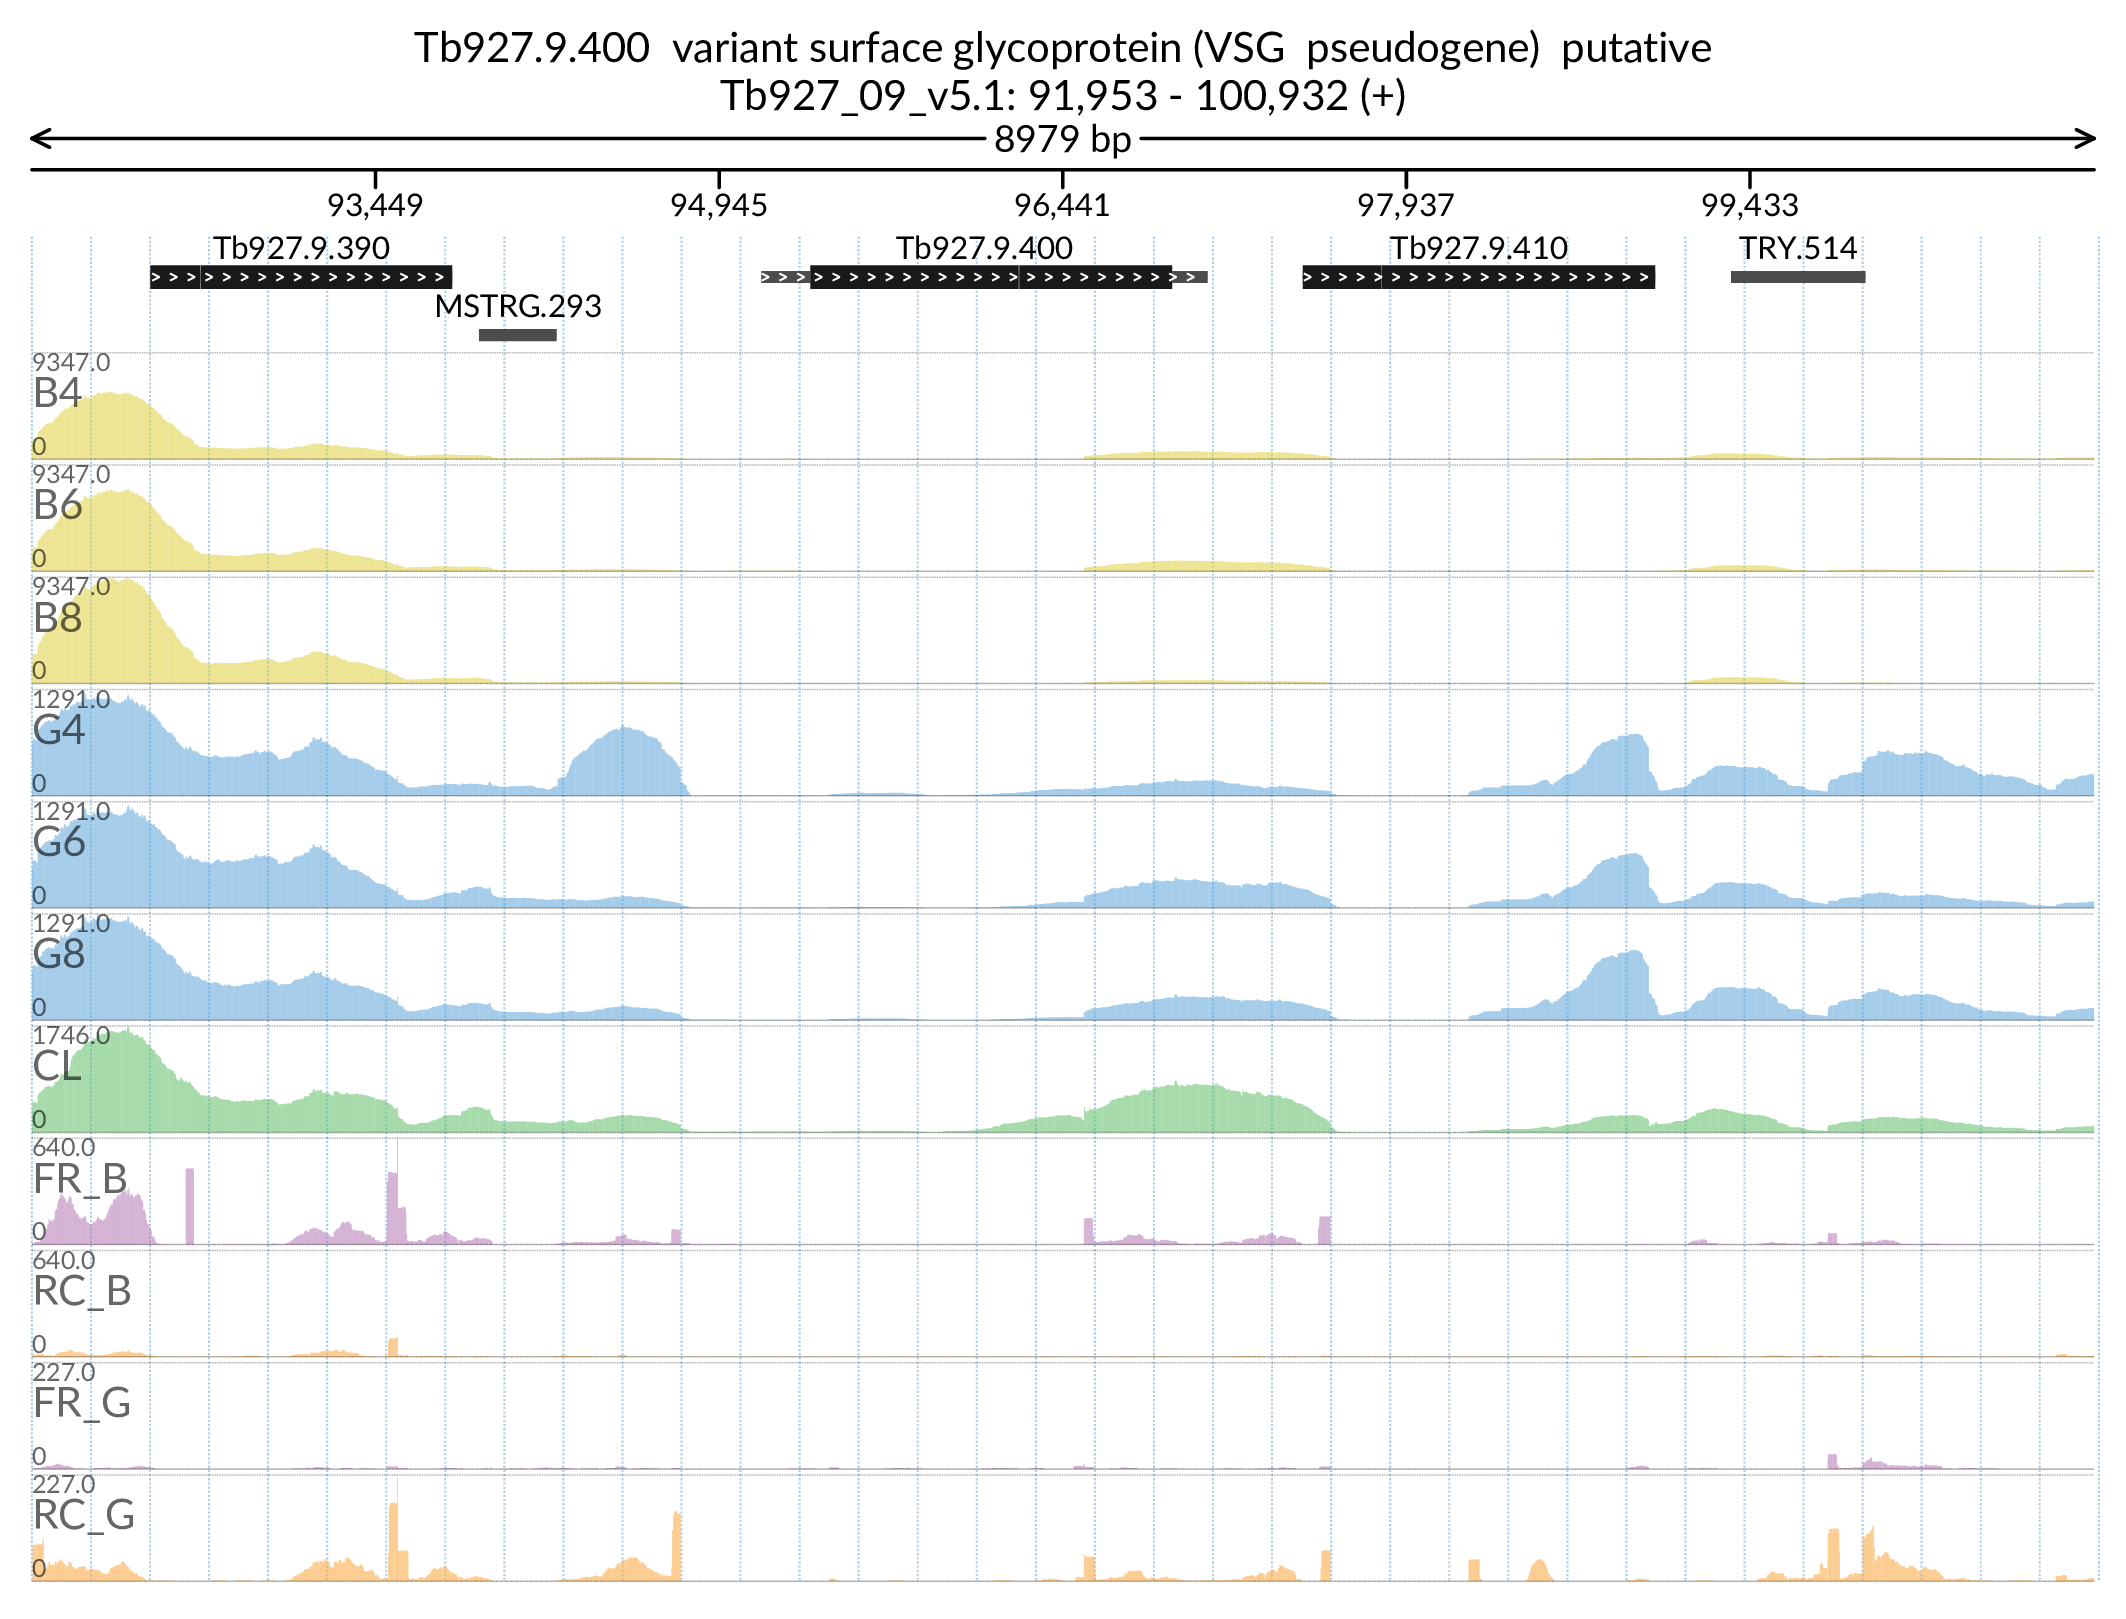 Tb927.9.400 variant surface glycoprotein (VSG pseudogene) putative
Tb927_09_v5.1: 91,953 - 100,932 (+)
8979 bp
93,449 94,945 96,441 97,937 99,433
Tb927.9.390 Tb927.9.400 Tb927.9.410 TRY.514
MSTRG.293
9347.0
B4
0
9347.0
B6
0
9347.0
B8
0
1291.0
G4
0
1291.0
G6
0
1291.0
G8
0
1746.0
CL
0
640.0
FR_B
0
640.0
RC_B
0
227.0
FR_G
0
227.0
RC_G
0